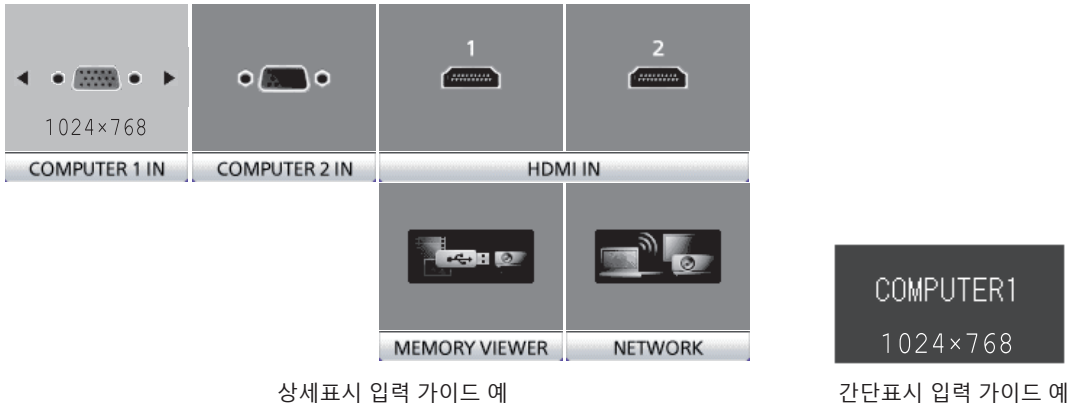 1 2
1024×768
COMPUTER 1 IN COMPUTER 2 IN HDMI IN
MEMORY VIEWER NETWORK
상세표시 입력 가이드 예
COMPUTER1
1024×768
간단표시 입력 가이드 예